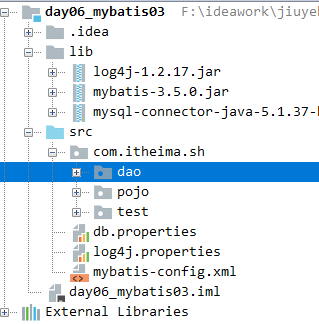 day06_mybatis03 F:\ideawork\jiuye
.idea
lib
log4j-1.2.17.jar
mybatis-3.5.0.jar
mysql-connector-java-5.1.37-
src
com.itheima.sh
dao
pojo
test
db.properties
log4j.properties
mybatis-config.xml
day06_mybatis03.iml
External Libraries